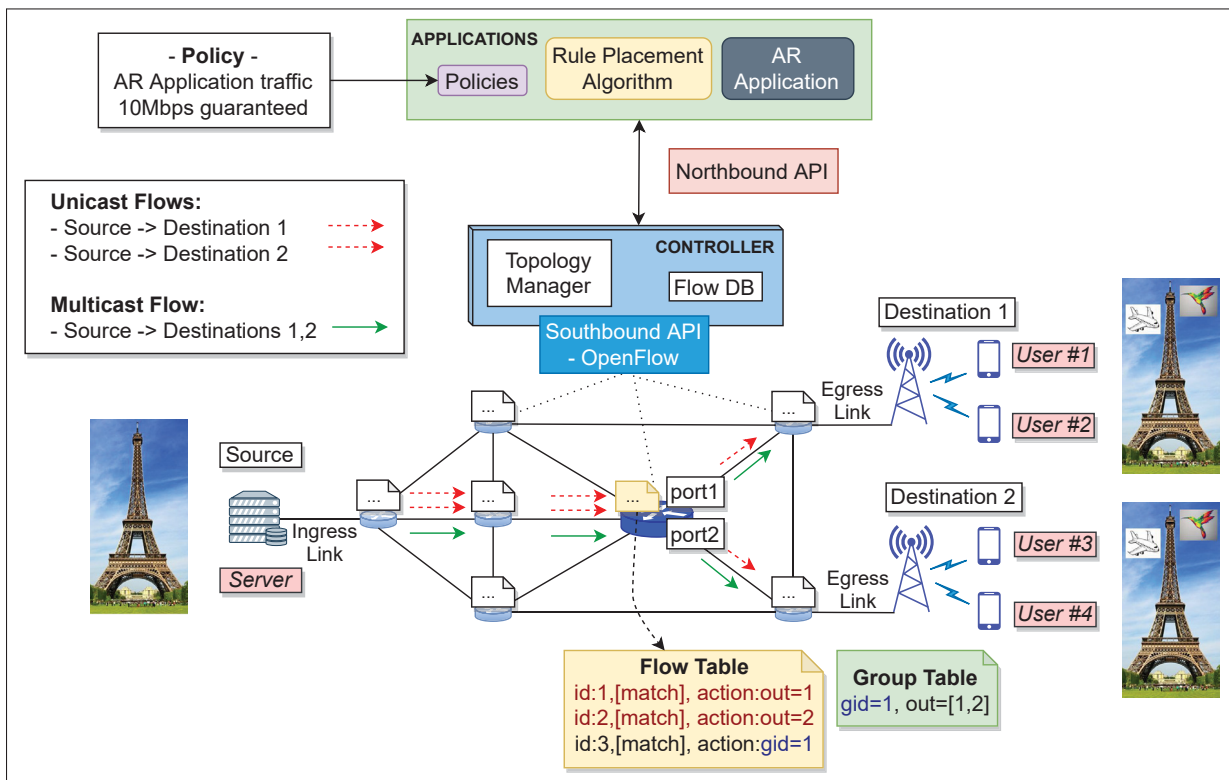 - Policy -
AR Application traffic
10Mbps guaranteed
APPLICATIONS
Policies
Rule Placement
Algorithm
AR
Application
Northbound API
Unicast Flows:
- Source -> Destination 1
- Source -> Destination 2
Multicast Flow:
- Source -> Destinations 1,2
CONTROLLER
Topology
Manager
Flow DB
Southbound API
- OpenFlow
Destination 1
User #1
User #2
Egress
Link
...
...
Source
Server
Ingress
Link
...
...
...
port1
port2
Destination 2
User #3
User #4
Egress
Link
...
...
Flow Table
id:1,[match], action:out=1
id:2,[match], action:out=2
id:3,[match], action:gid=1
Group Table
gid=1, out=[1,2]